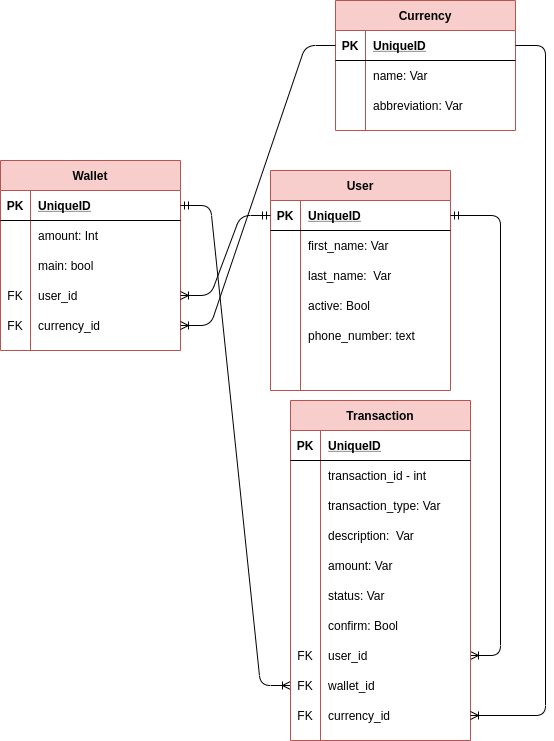 Currency
PK UniqueID
name: Var
abbreviation: Var
Wallet
PK UniqueID
amount: Int
main: bool
FK user_id
FK currency_id
User
PK UniqueID
first_name: Var
last_name:  Var
active: Bool
phone_number: text
Transaction
PK UniqueID
transaction_id - int
transaction_type: Var
description:  Var
amount: Var
status: Var
confirm: Bool
FK user_id
FK wallet_id
FK currency_id